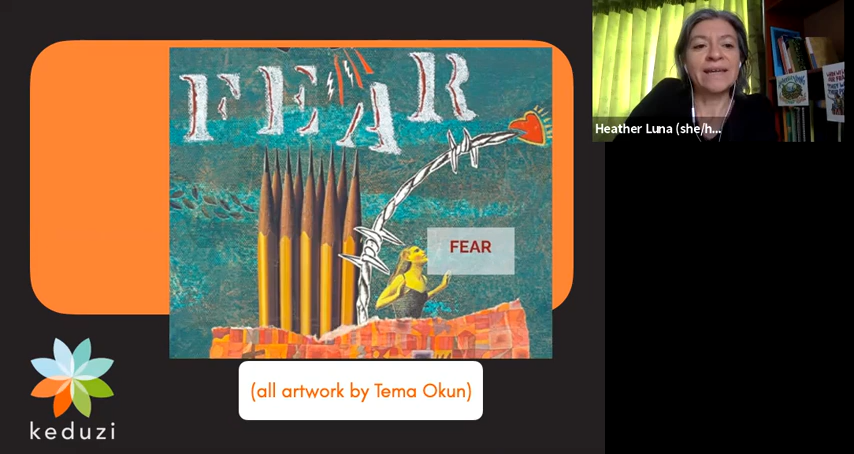 FEAR
FEAR
(all artwork by Tema Okun)
keduzi
Heather Luna (she/h...